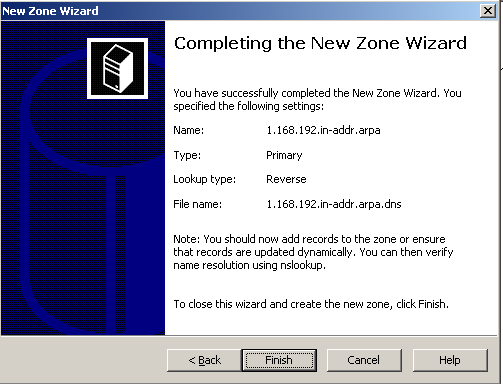 New Zone Wizard
Completing the New Zone Wizard
You have successfully completed the New Zone Wizard. You
specified the following settings:
Name: 1.168.192.in-addr.arpa
Type: Primary
Lookup type: Reverse
File name: 1.168.192.in-addr.arpa.dns
Note: You should now add records to the zone or ensure
that records are updated dynamically. You can then verify
name resolution using nslookup.
To close this wizard and create the new zone, click Finish.
< Back Finish Cancel Help